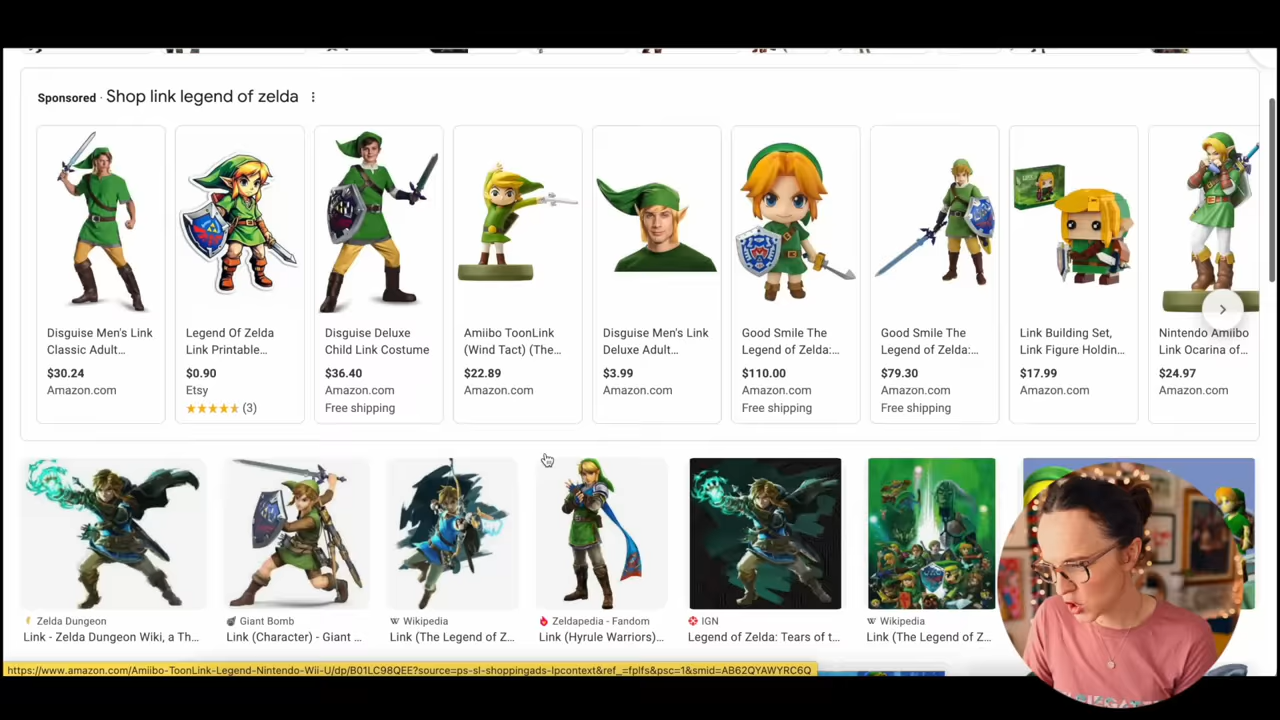 Sponsored · Shop link legend of zelda
Disguise Men's Link
Classic Adult...
$30.24
Amazon.com
Legend Of Zelda
Link Printable...
$0.90
Etsy
(3)
Disguise Deluxe
Child Link Costume
$36.40
Amazon.com
Free shipping
Amiibo ToonLink
(Wind Tact) (The...
$22.89
Amazon.com
Disguise Men's Link
Deluxe Adult...
$3.99
Amazon.com
Good Smile The
Legend of Zelda:...
$110.00
Free shipping
Good Smile The
Legend of Zelda:...
$79.30
Amazon.com
Free shipping
Link Building Set,
Link Figure Holdin...
$17.99
Amazon.com
Nintendo Amiibo
Link Ocarina of...
$24.97
Amazon.com
Zelda Dungeon
Link - Zelda Dungeon Wiki, a Th...
Giant Bomb
Link (Character) - Giant ...
Wikipedia
Link (The Legend of Z...
Zeldapedia - Fandom
Link (Hyrule Warriors)...
IGN
Legend of Zelda: Tears of t...
Wikipedia
Link (The Legend of Z...
https://www.amazon.com/Amiibo-ToonLink-Legend-Nintendo-Wii-U/dp/B01LC98QEE?source=ps-sl-shoppingads-lpcontext&ref_=fplfs&psc=1&smid=AB62QYAWYRC6Q